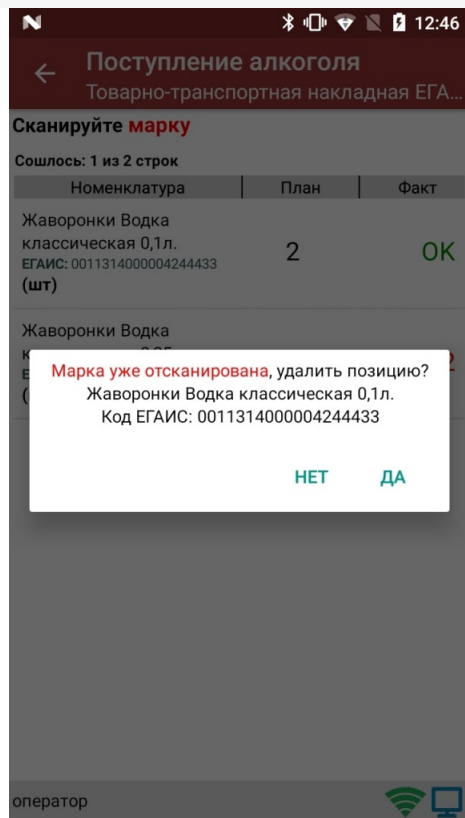 12:46
Поступление алкоголя
Товарно-транспортная накладная ЕГА...
Сканируйте марку
Сошлось: 1 из 2 строк
Номенклатура План Факт
Жаворонки Водка
классическая 0,1л.
ЕГАИС: 0011314000004244433
(шт)
2
OK
Жаворонки Водка
Марка уже отсканирована, удалить позицию?
Жаворонки Водка классическая 0,1л.
Код ЕГАИС: 0011314000004244433
НЕТ ДА
оператор